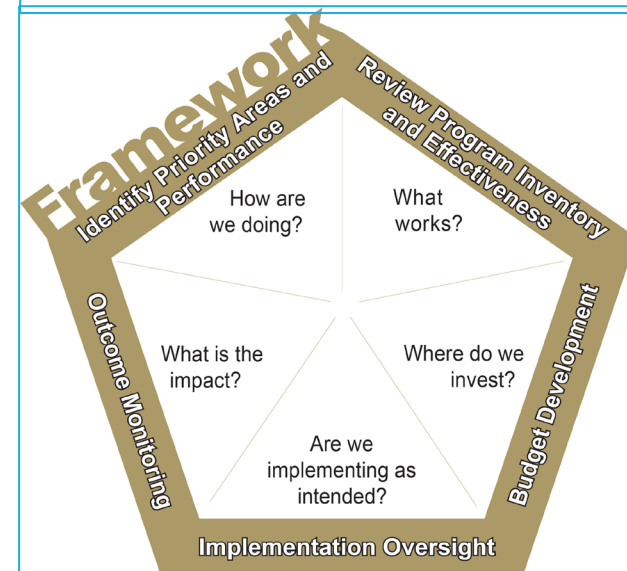 Framework
Identify Priority Areas and
Performance
How are
we doing?
Review Program Inventory
and Effectiveness
What
works?
Budget Development
Where do we
invest?
Implementation Oversight
Are we
implementing as
intended?
Outcome Monitoring
What is the
impact?